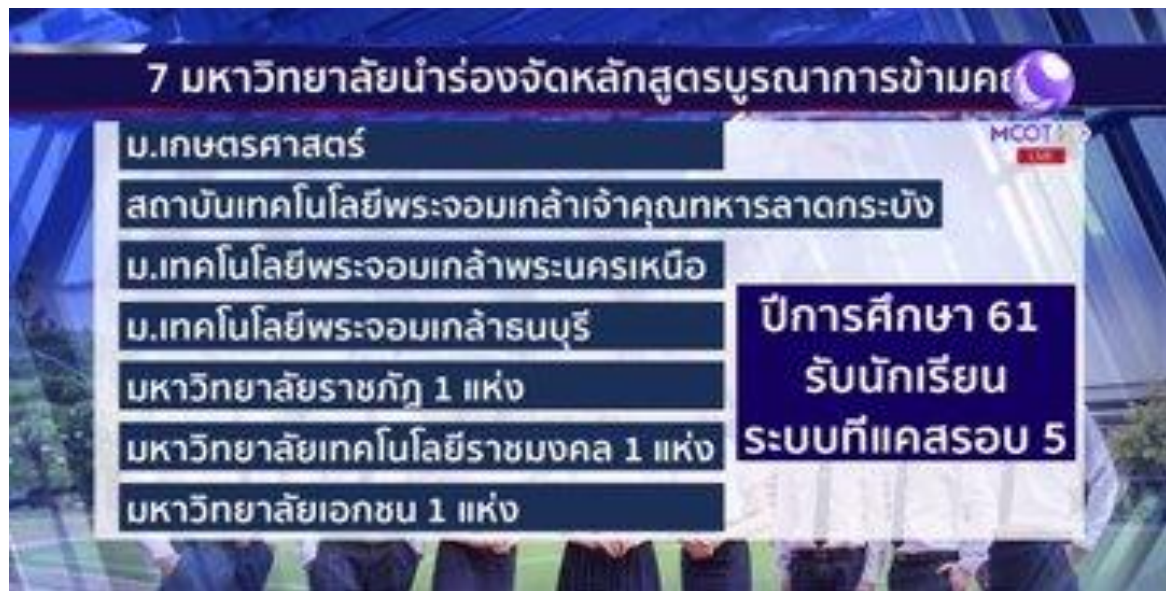 7 มหาวิทยาลัยนำร่องจัดหลักสูตรบูรณาการข้าม
MCOT
LIVE
ม.เกษตรศาสตร์
สถาบันเทคโนโลยีพระจอมเกล้าเจ้าคุณทหารลาดกระบัง
ม.เทคโนโลยีพระจอมเกล้าพระนครเหนือ
ม.เทคโนโลยีพระจอมเกล้าธนบุรี
มหาวิทยาลัยราชภัฏ 1 แห่ง
มหาวิทยาลัยเทคโนโลยีราชมงคล 1 แห่ง
มหาวิทยาลัยเอกชน 1 แห่ง
ปีการศึกษา 61
รับนักเรียน
ระบบทีแคสรอบ 5